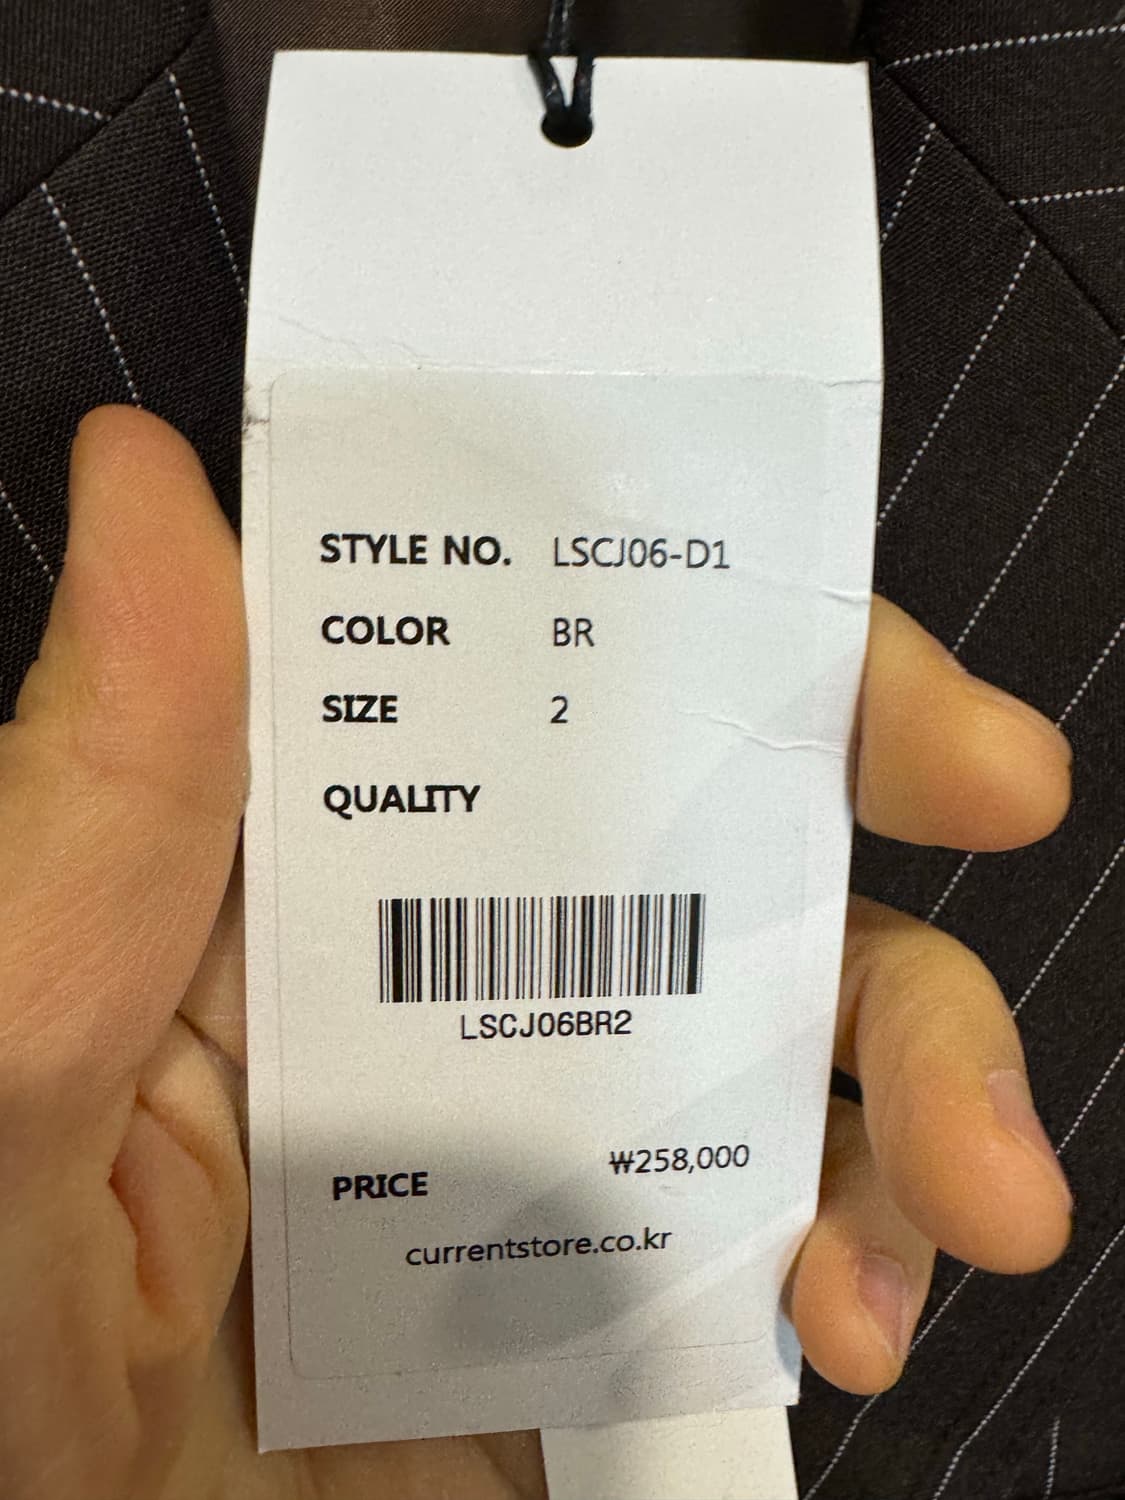 STYLE NO. LSCJ06-D1
COLOR BR
SIZE 2
QUALITY
LSCJ06BR2
PRICE ₩258,000
currentstore.co.kr